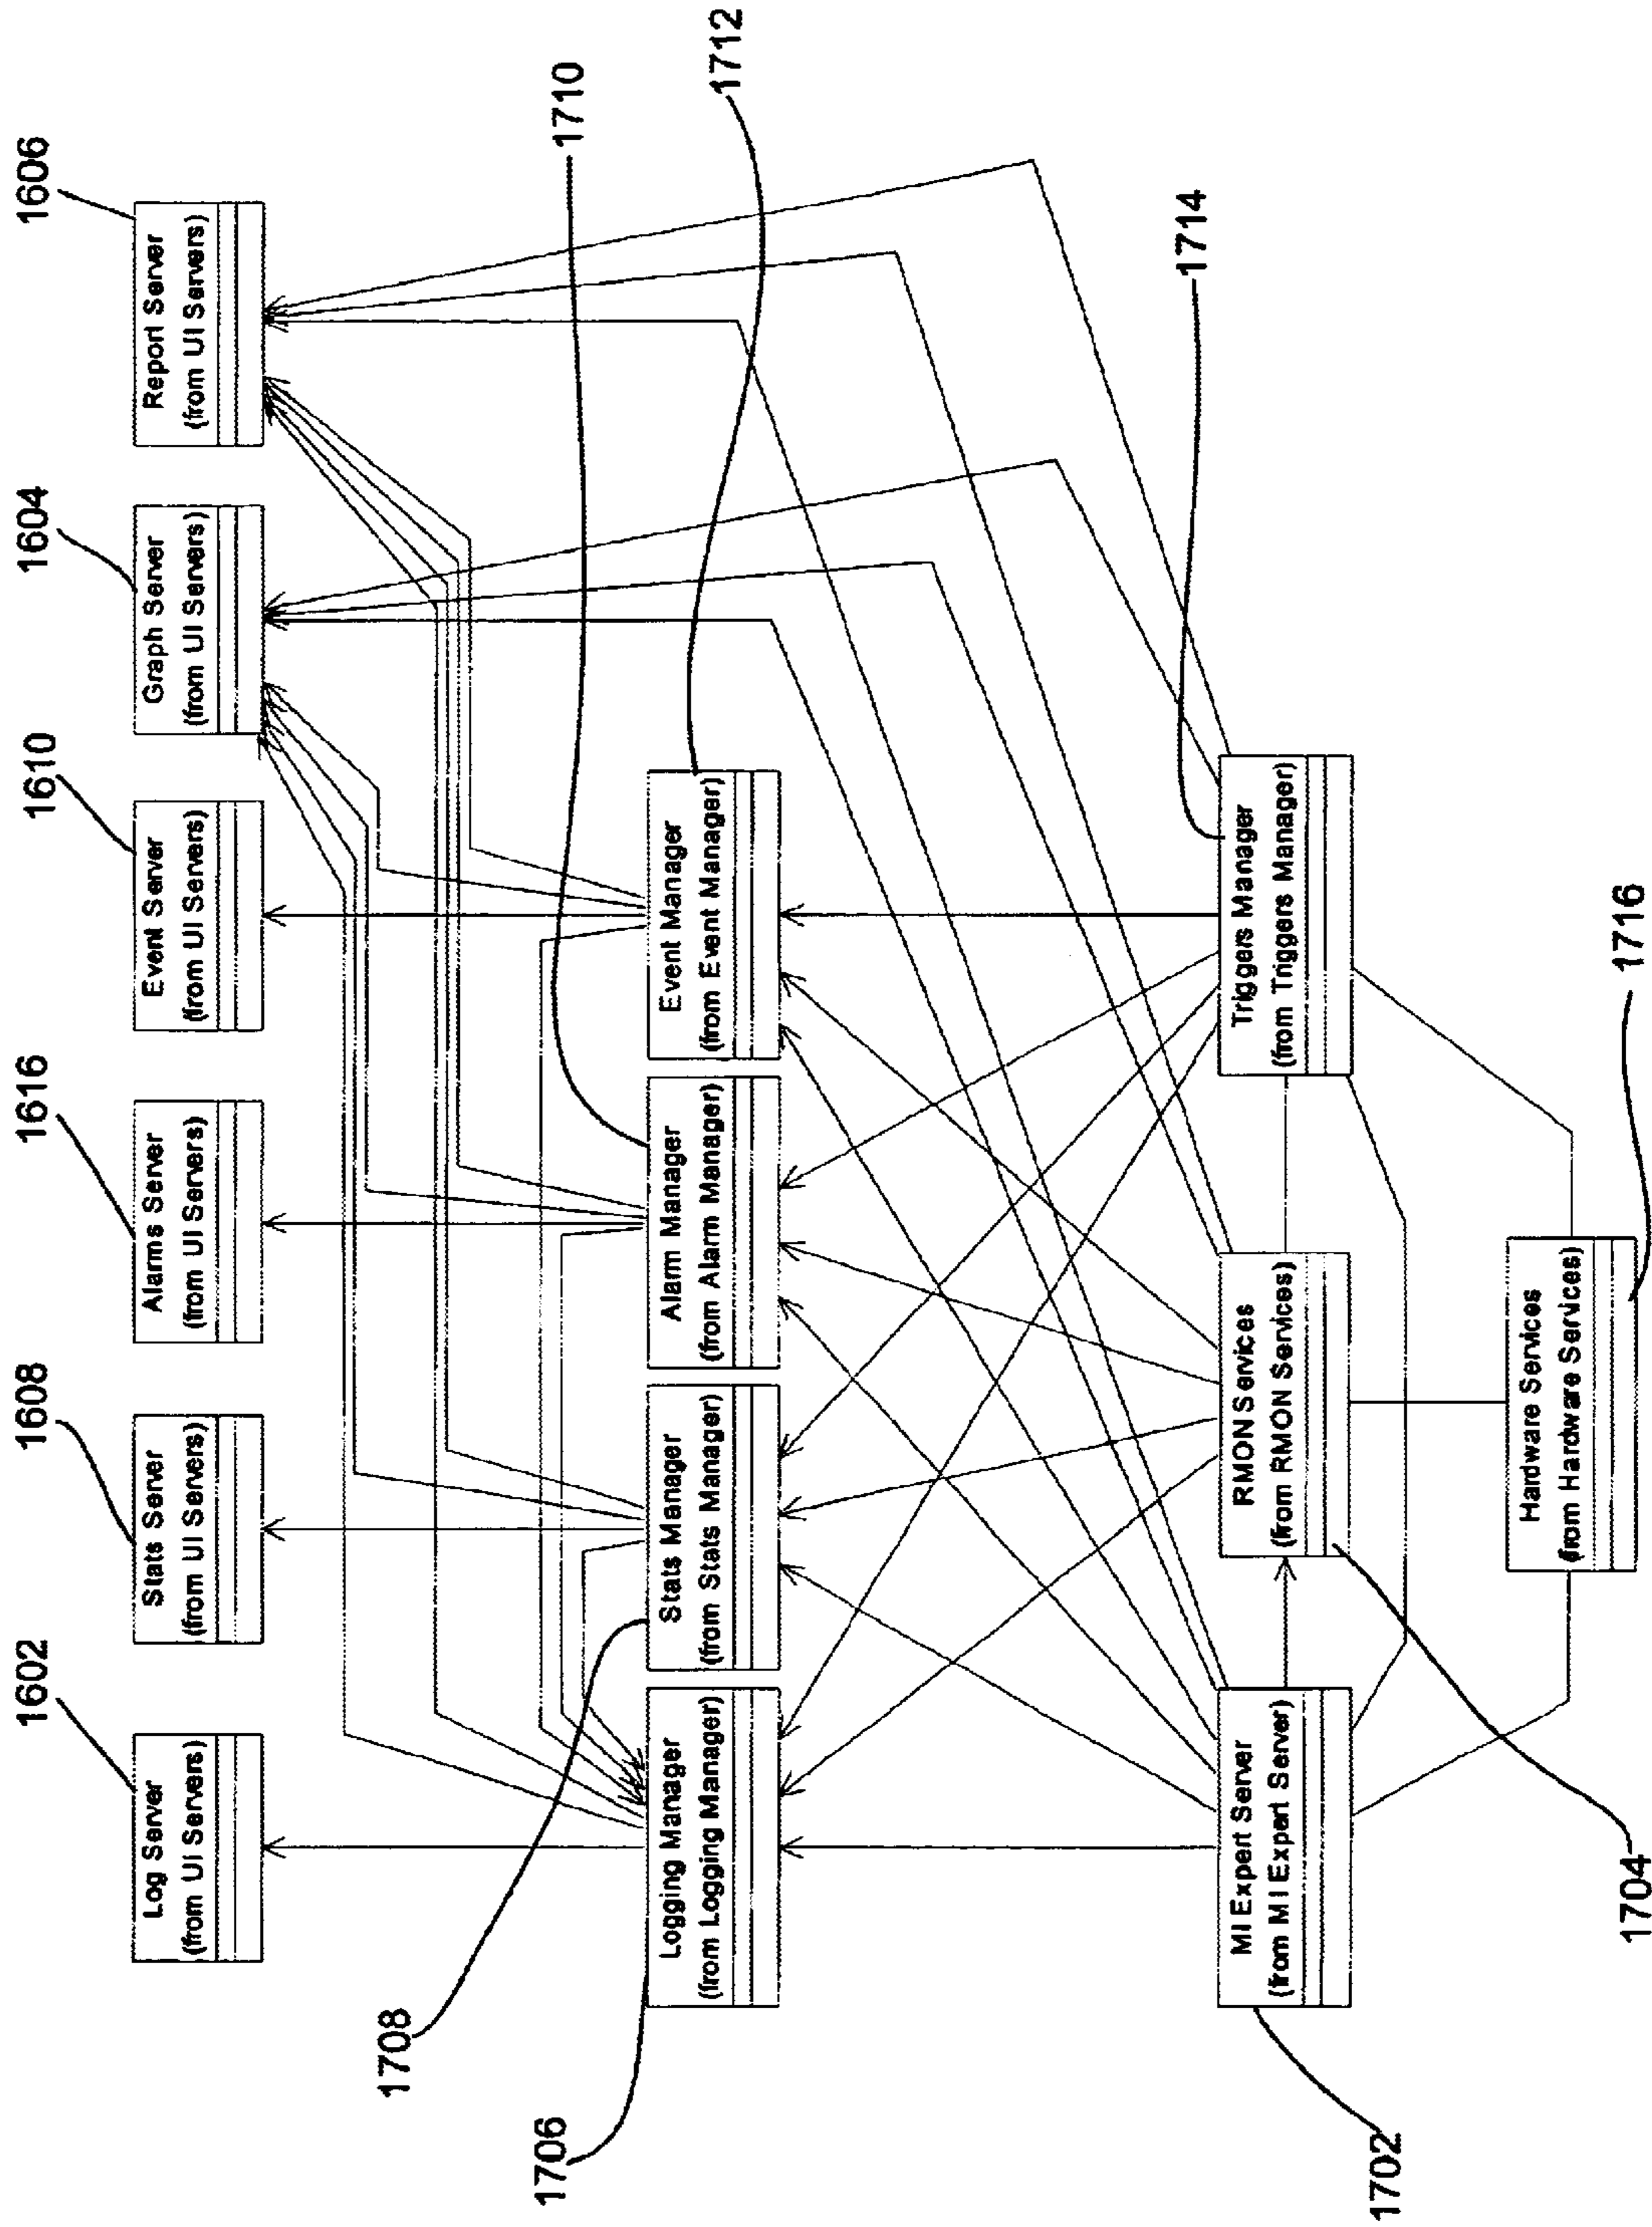 1602
1608
1616
1610
1604
1606
Log Server
(from UI Servers)
Stats Server
(from UI Servers)
Alarms Server
(from UI Servers)
Event Server
(from UI Servers)
Graph Server
(from UI Servers)
Report Server
(from UI Servers)
1708
1710
1706
1712
Logging Manager
(from Logging Manager)
Stats Manager
(from Stats Manager)
Alarm Manager
(from Alarm Manager)
Event Manager
(from Event Manager)
1714
MI Expert Server
(from MI Expert Server)
RMON Services
(from RMON Services)
Triggers Manager
(from Triggers Manager)
1702
Hardware Services
(from Hardware Services)
1704
1716